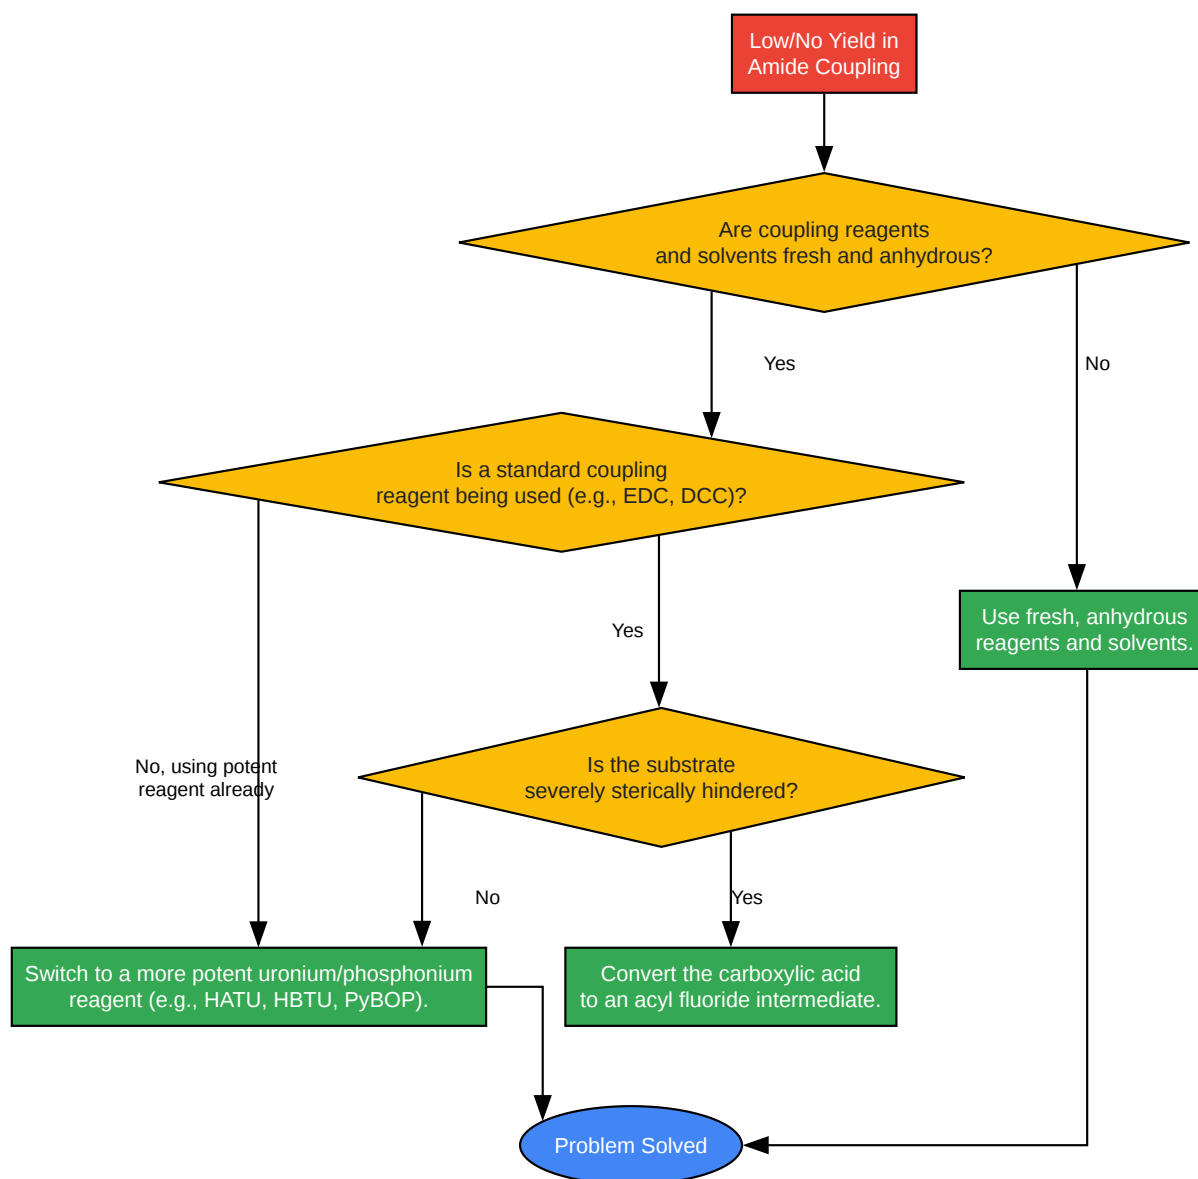 Low/No Yield in
Amide Coupling
Are coupling reagents
and solvents fresh and anhydrous?
Yes
No
Is a standard coupling
reagent being used (e.g., EDC, DCC)?
Use fresh, anhydrous
reagents and solvents.
Yes
No, using potent
reagent already
Is the substrate
severely sterically hindered?
No
Yes
Switch to a more potent uronium/phosphonium
reagent (e.g., HATU, HBTU, PyBOP).
Convert the carboxylic acid
to an acyl fluoride intermediate.
Problem Solved